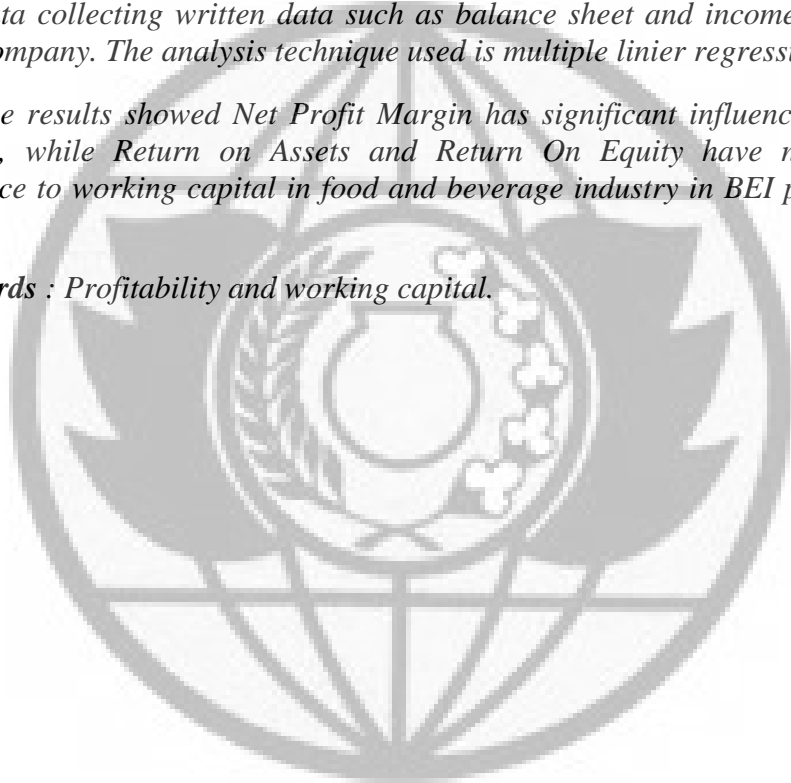 ta collecting written data such as balance sheet and income
ompany. The analysis technique used is multiple linier regressi
e results showed Net Profit Margin has significant influenc
, while Return on Assets and Return On Equity have n
ce to working capital in food and beverage industry in BEI p
rds : Profitability and working capital.